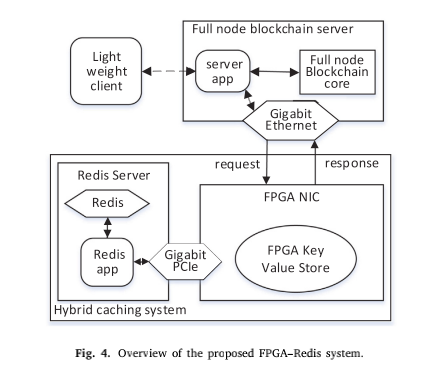 Full node blockchain server
Light
weight
client
server
app
Full node
Blockchain
core
Gigabit
Ethernet
request
response
Redis Server
Redis
Redis
app
Gigabit
PCIe
FPGA NIC
FPGA Key
Value Store
Hybrid caching system
Fig. 4. Overview of the proposed FPGA–Redis system.